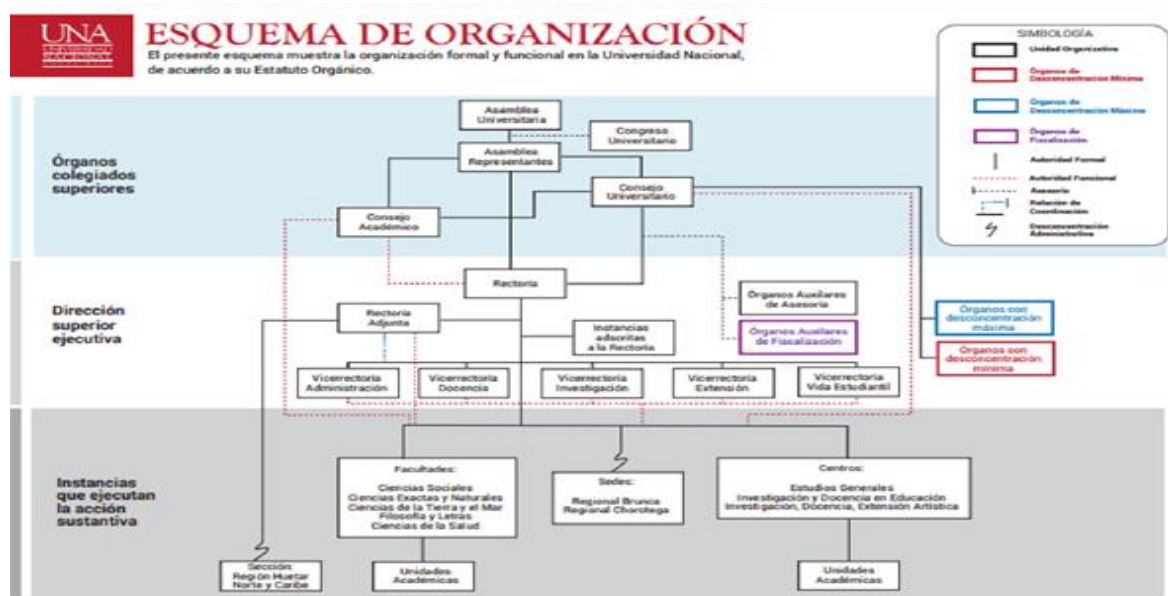 UNA
UNIVERSIDAD
NACIONAL
ESQUEMA DE ORGANIZACIÓN
El presente esquema muestra la organización formal y funcional en la Universidad Nacional,
de acuerdo a su Estatuto Orgánico.
SIMBOLOGÍA
Unidad Organizativa
Órganos de
Desconcentración Mínima
Órganos de
Desconcentración Máxima
Órganos de
Fiscalización
Autoridad Formal
Autoridad Funcional
Asesoría
Relación de
Coordinación
Desconcentración
Administrativa
Órganos
colegiados
superiores
Asamblea
Universitaria
Congreso
Universitario
Asamblea
Representantes
Consejo
Universitario
Consejo
Académico
Dirección
superior
ejecutiva
Rectoría
Rectoría
Adjunta
Instancias
adscritas
a la Rectoría
Órganos Auxilares
de Asesoría
Órganos Auxilares
de Fiscalización
Órganos con
desconcentración
máxima
Órganos con
desconcentración
mínima
Vicerrectoría
Administración
Vicerrectoría
Docencia
Vicerrectoría
Investigación
Vicerrectoría
Extensión
Vicerrectoría
Vida Estudiantil
Instancias
que ejecutan
la acción
sustantiva
Facultades:
Ciencias Sociales
Ciencias Exactas y Naturales
Ciencias de la Tierra y el Mar
Filosofía y Letras
Ciencias de la Salud
Sedes:
Regional Brunca
Regional Chorotega
Centros:
Estudios Generales
Investigación y Docencia en Educación
Investigación, Docencia, Extensión Artística
Sección
Región Huetar
Norte y Caribe
Unidades
Académicas
Unidades
Académicas